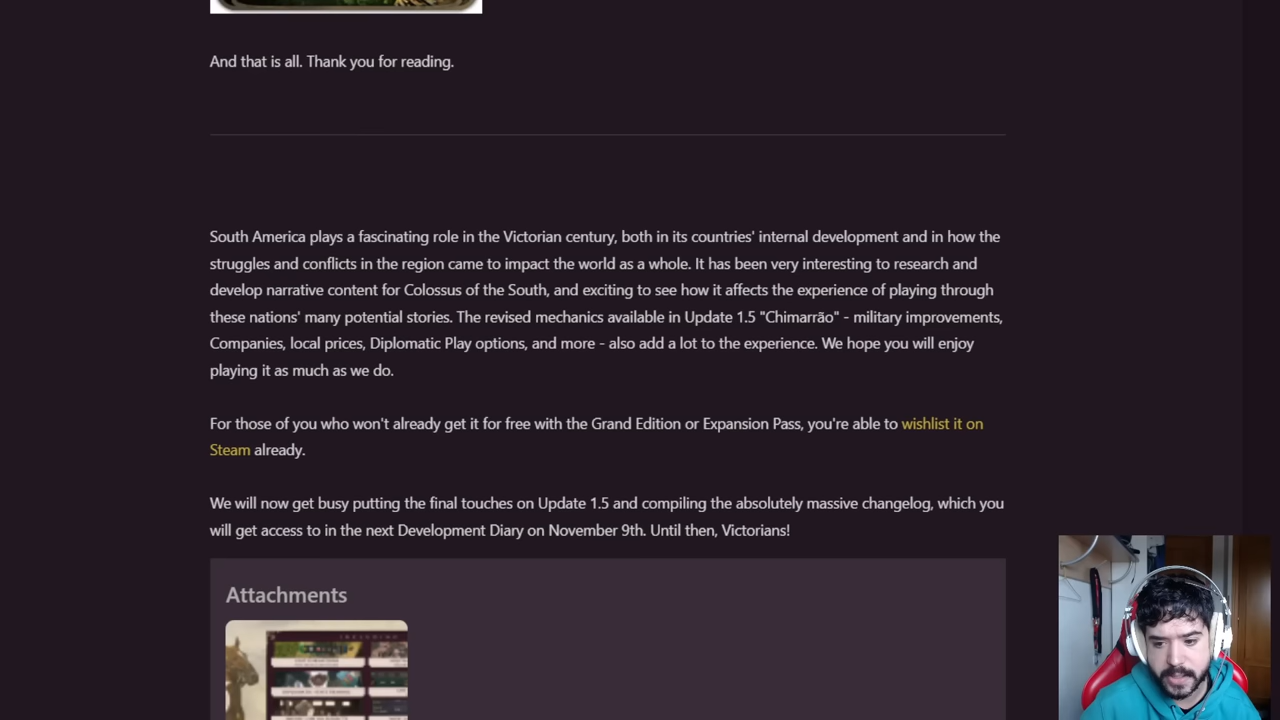 And that is all. Thank you for reading.
South America plays a fascinating role in the Victorian century, both in its countries' internal development and in how the
struggles and conflicts in the region came to impact the world as a whole. It has been very interesting to research and
develop narrative content for Colossus of the South, and exciting to see how it affects the experience of playing through
these nations' many potential stories. The revised mechanics available in Update 1.5 "Chimarrão" - military improvements,
Companies, local prices, Diplomatic Play options, and more - also add a lot to the experience. We hope you will enjoy
playing it as much as we do.
For those of you who won't already get it for free with the Grand Edition or Expansion Pass, you're able to wishlist it on
Steam already.
We will now get busy putting the final touches on Update 1.5 and compiling the absolutely massive changelog, which you
will get access to in the next Development Diary on November 9th. Until then, Victorians!
Attachments